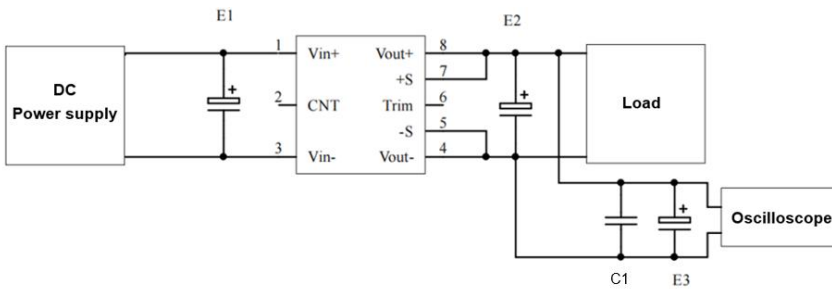 E1
E2
DC
Power supply
+
1
Vin+
2
CNT
3
Vin-
Vout+
8
+S
7
Trim
6
-S
5
Vout-
4
+
Load
+
Oscilloscope
C1
E3